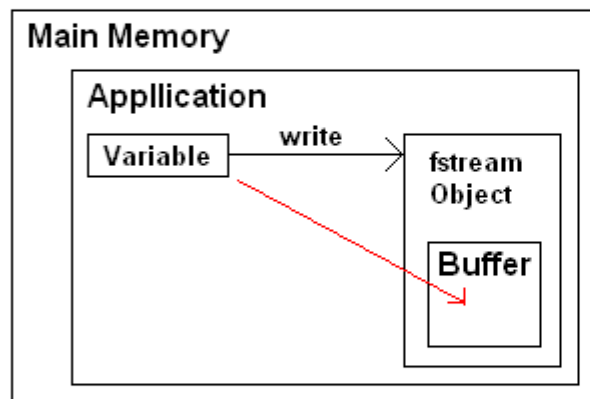 Main Memory
Appllication
Variable
write
fstream
Object
Buffer